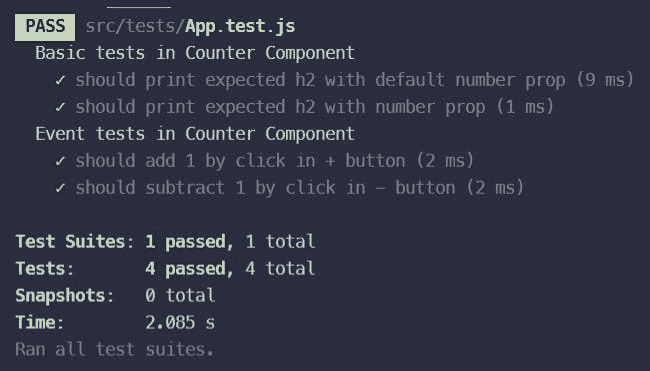 PASS src/tests/App.test.js
Basic tests in Counter Component
✓ should print expected h2 with default number prop (9 ms)
✓ should print expected h2 with number prop (1 ms)
Event tests in Counter Component
✓ should add 1 by click in + button (2 ms)
✓ should subtract 1 by click in - button (2 ms)
Test Suites: 1 passed, 1 total
Tests: 4 passed, 4 total
Snapshots: 0 total
Time: 2.085 s
Ran all test suites.